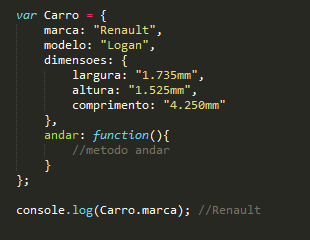 var Carro = {
    marca: "Renault",
    modelo: "Logan",
    dimensoes: {
        largura: "1.735mm",
        altura: "1.525mm",
        comprimento: "4.250mm"
    },
    andar: function(){
        //metodo andar
    }
};
console.log(Carro.marca); //Renault